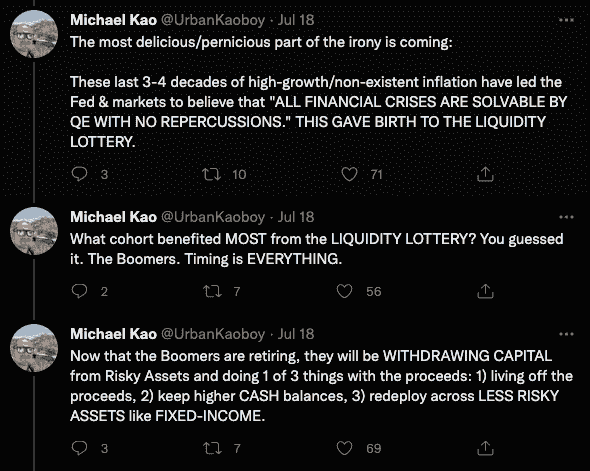 Michael Kao @UrbanKaoboy · Jul 18
The most delicious/pernicious part of the irony is coming:
These last 3-4 decades of high-growth/non-existent inflation have led the
Fed & markets to believe that "ALL FINANCIAL CRISES ARE SOLVABLE BY
QE WITH NO REPERCUSSIONS." THIS GAVE BIRTH TO THE LIQUIDITY
LOTTERY.
3 10 71
Michael Kao @UrbanKaoboy · Jul 18
What cohort benefited MOST from the LIQUIDITY LOTTERY? You guessed
it. The Boomers. Timing is EVERYTHING.
2 7 56
Michael Kao @UrbanKaoboy · Jul 18
Now that the Boomers are retiring, they will be WITHDRAWING CAPITAL
from Risky Assets and doing 1 of 3 things with the proceeds: 1) living off the
proceeds, 2) keep higher CASH balances, 3) redeploy across LESS RISKY
ASSETS like FIXED-INCOME.
3 7 69